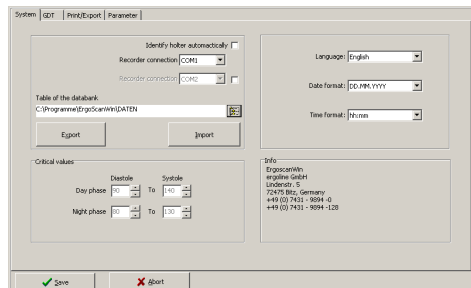 System GDT Print/Export Parameter
Identify holter automactically
Recorder connection COM1
Recorder connection COM2
Table of the databank
C:\Programme\ErgoScanWin\DATEN
Export Import
Language: English
Date format: DD.MM.YYYY
Time format: hh:mm
Critical values
Diastole Systole
Day phase 90 To 140
Night phase 80 To 130
Info
ErgoscanWin
ergoline GmbH
Lindenstr. 5
72475 Bitz, Germany
+49 (0) 7431 - 9894 -0
+49 (0) 7431 - 9894 -128
Save Abort